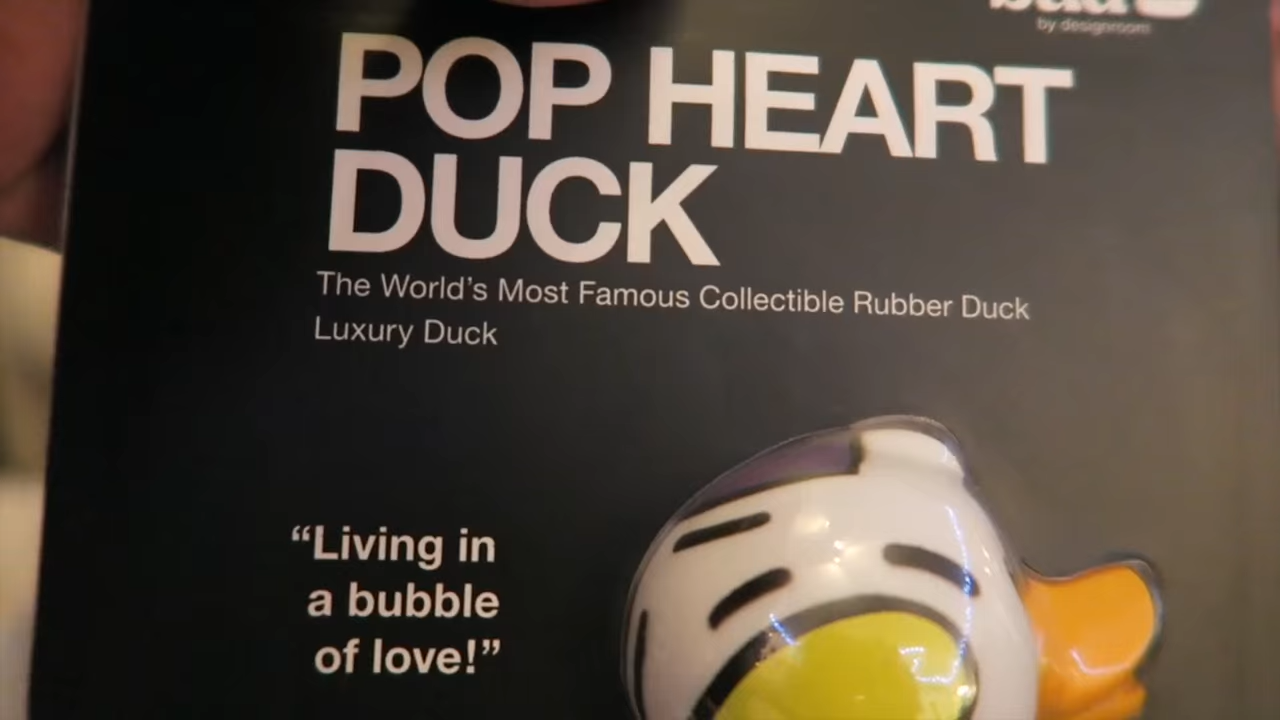 by designroom
POP HEART
DUCK
The World's Most Famous Collectible Rubber Duck
Luxury Duck
“Living in
a bubble
of love!”